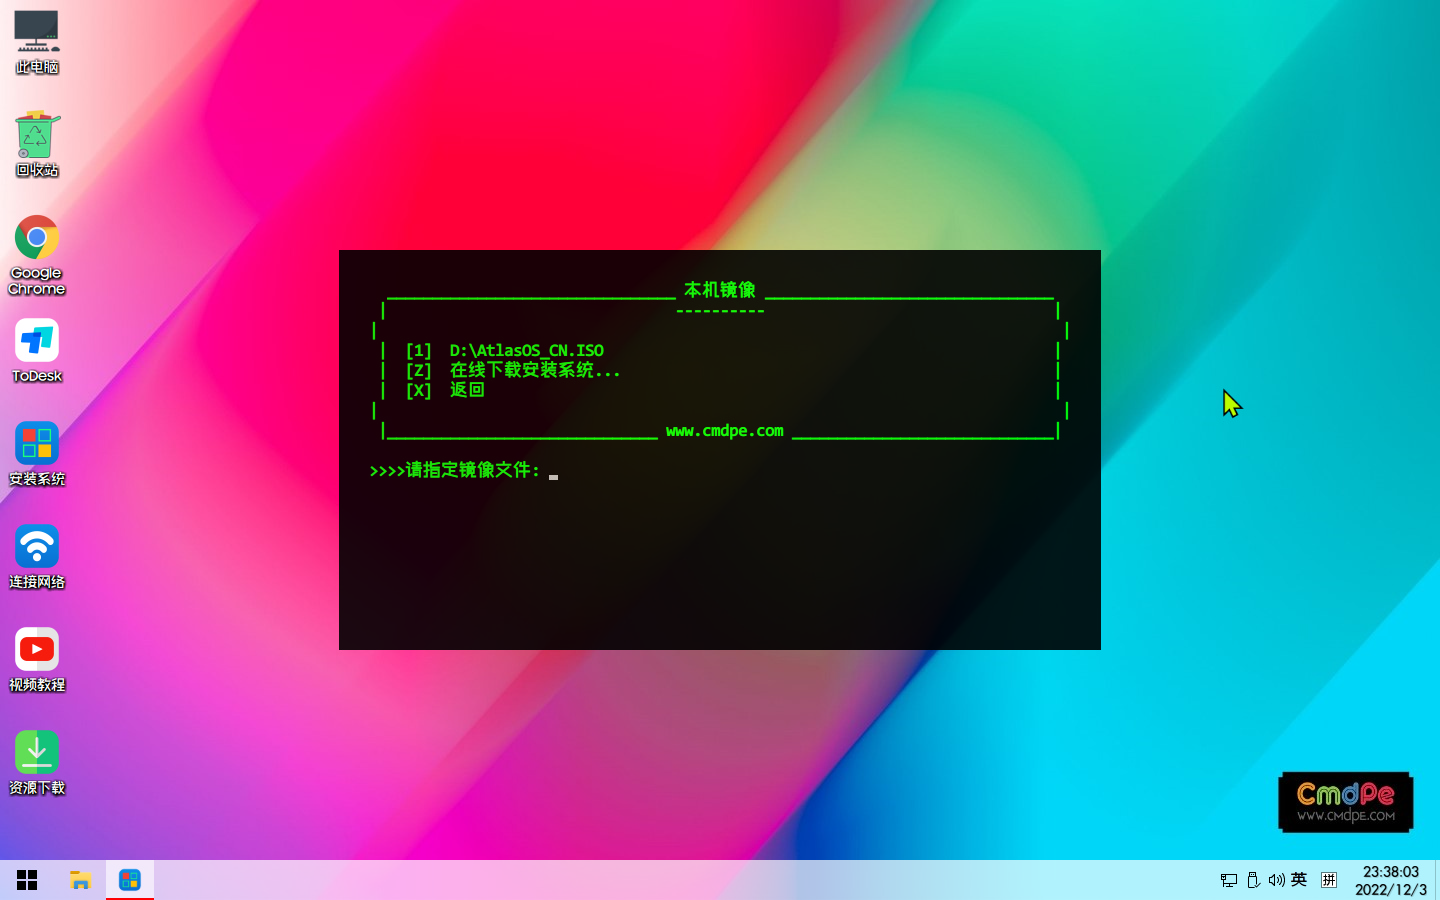 此电脑
回收站
Google
Chrome
ToDesk
安装系统
连接网络
视频教程
资源下载
本机镜像
----------
[1] D:\AtlasOS_CN.ISO
[Z] 在线下载安装系统...
[X] 返回
www.cmdpe.com
>>>>请指定镜像文件: _
CmdPe
WWW.CMDPE.COM
英
拼
23:38:03
2022/12/3